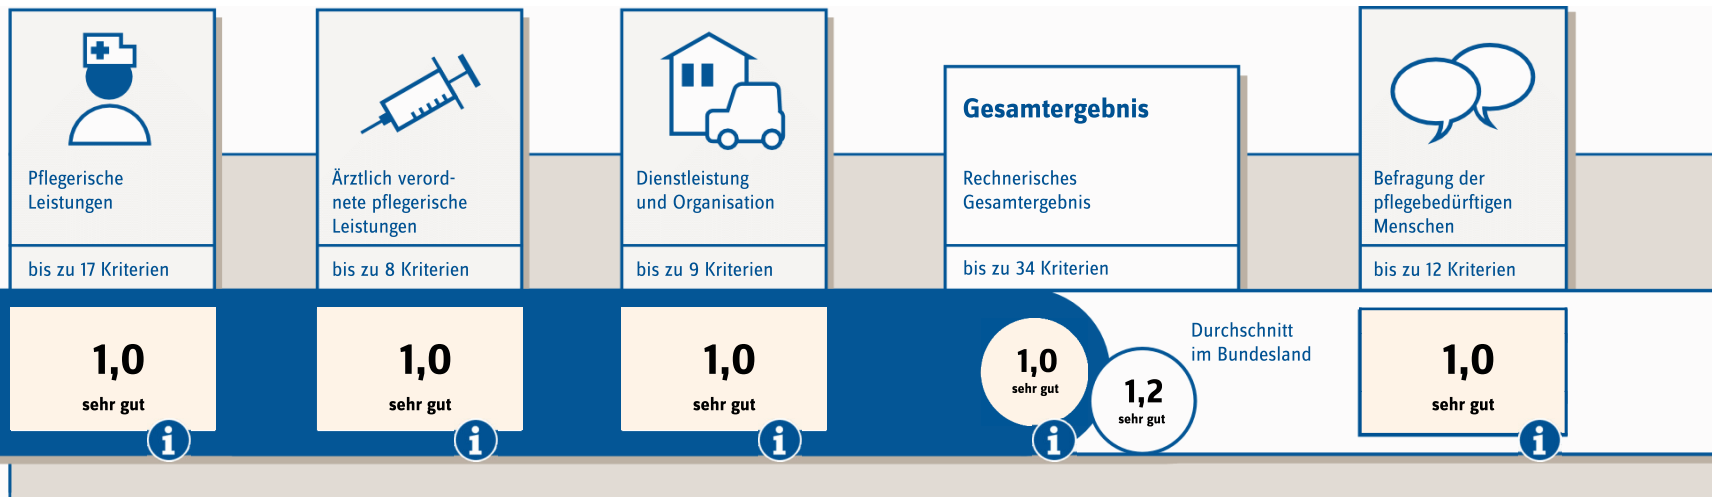 Pflegerische
Leistungen
bis zu 17 Kriterien
1,0
sehr gut
i
Ärztlich verord-
nete pflegerische
Leistungen
bis zu 8 Kriterien
1,0
sehr gut
i
Dienstleistung
und Organisation
bis zu 9 Kriterien
1,0
sehr gut
i
Gesamtergebnis
Rechnerisches
Gesamtergebnis
bis zu 34 Kriterien
1,0
sehr gut
i
1,2
sehr gut
Durchschnitt
im Bundesland
Befragung der
pflegebedürftigen
Menschen
bis zu 12 Kriterien
1,0
sehr gut
i